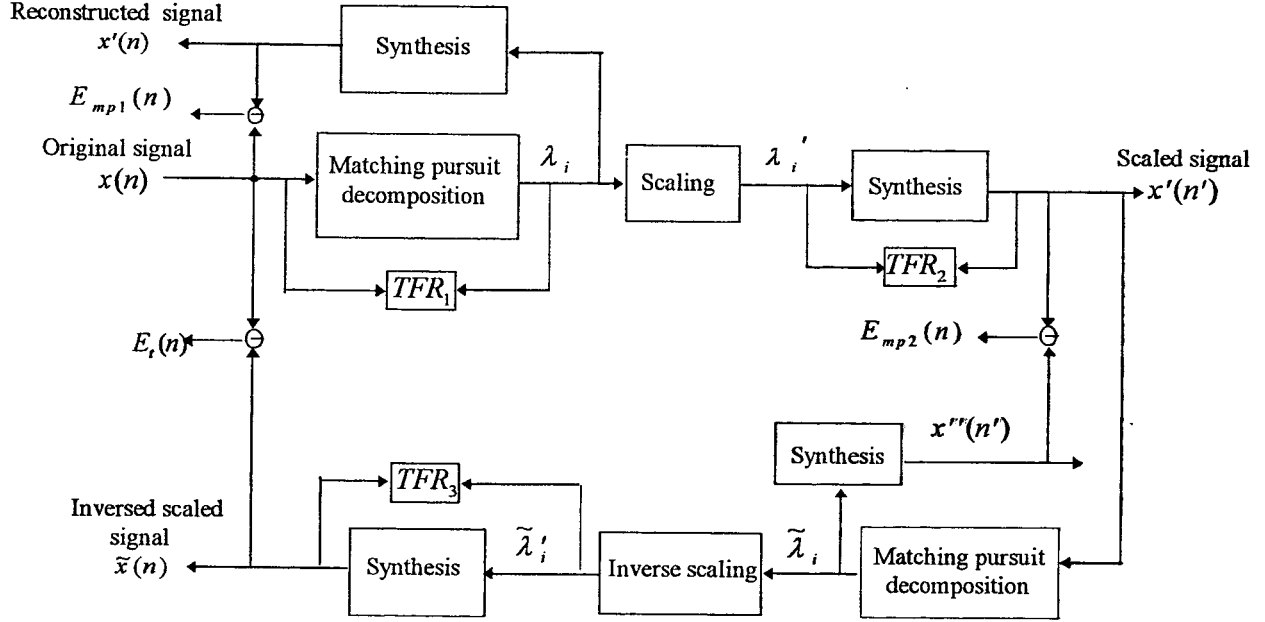 Reconstructed signal
x'(n)
Synthesis
E_mp1(n)
Original signal
x(n)
Matching pursuit
decomposition
λ_i
Scaling
λ_i'
Synthesis
Scaled signal
x'(n')
TFR_1
TFR_2
E_t(n)
E_mp2(n)
x""(n')
Synthesis
TFR_3
Inversed scaled
signal
x̃(n)
Synthesis
λ̃'_i
Inverse scaling
λ̃_i
Matching pursuit
decomposition